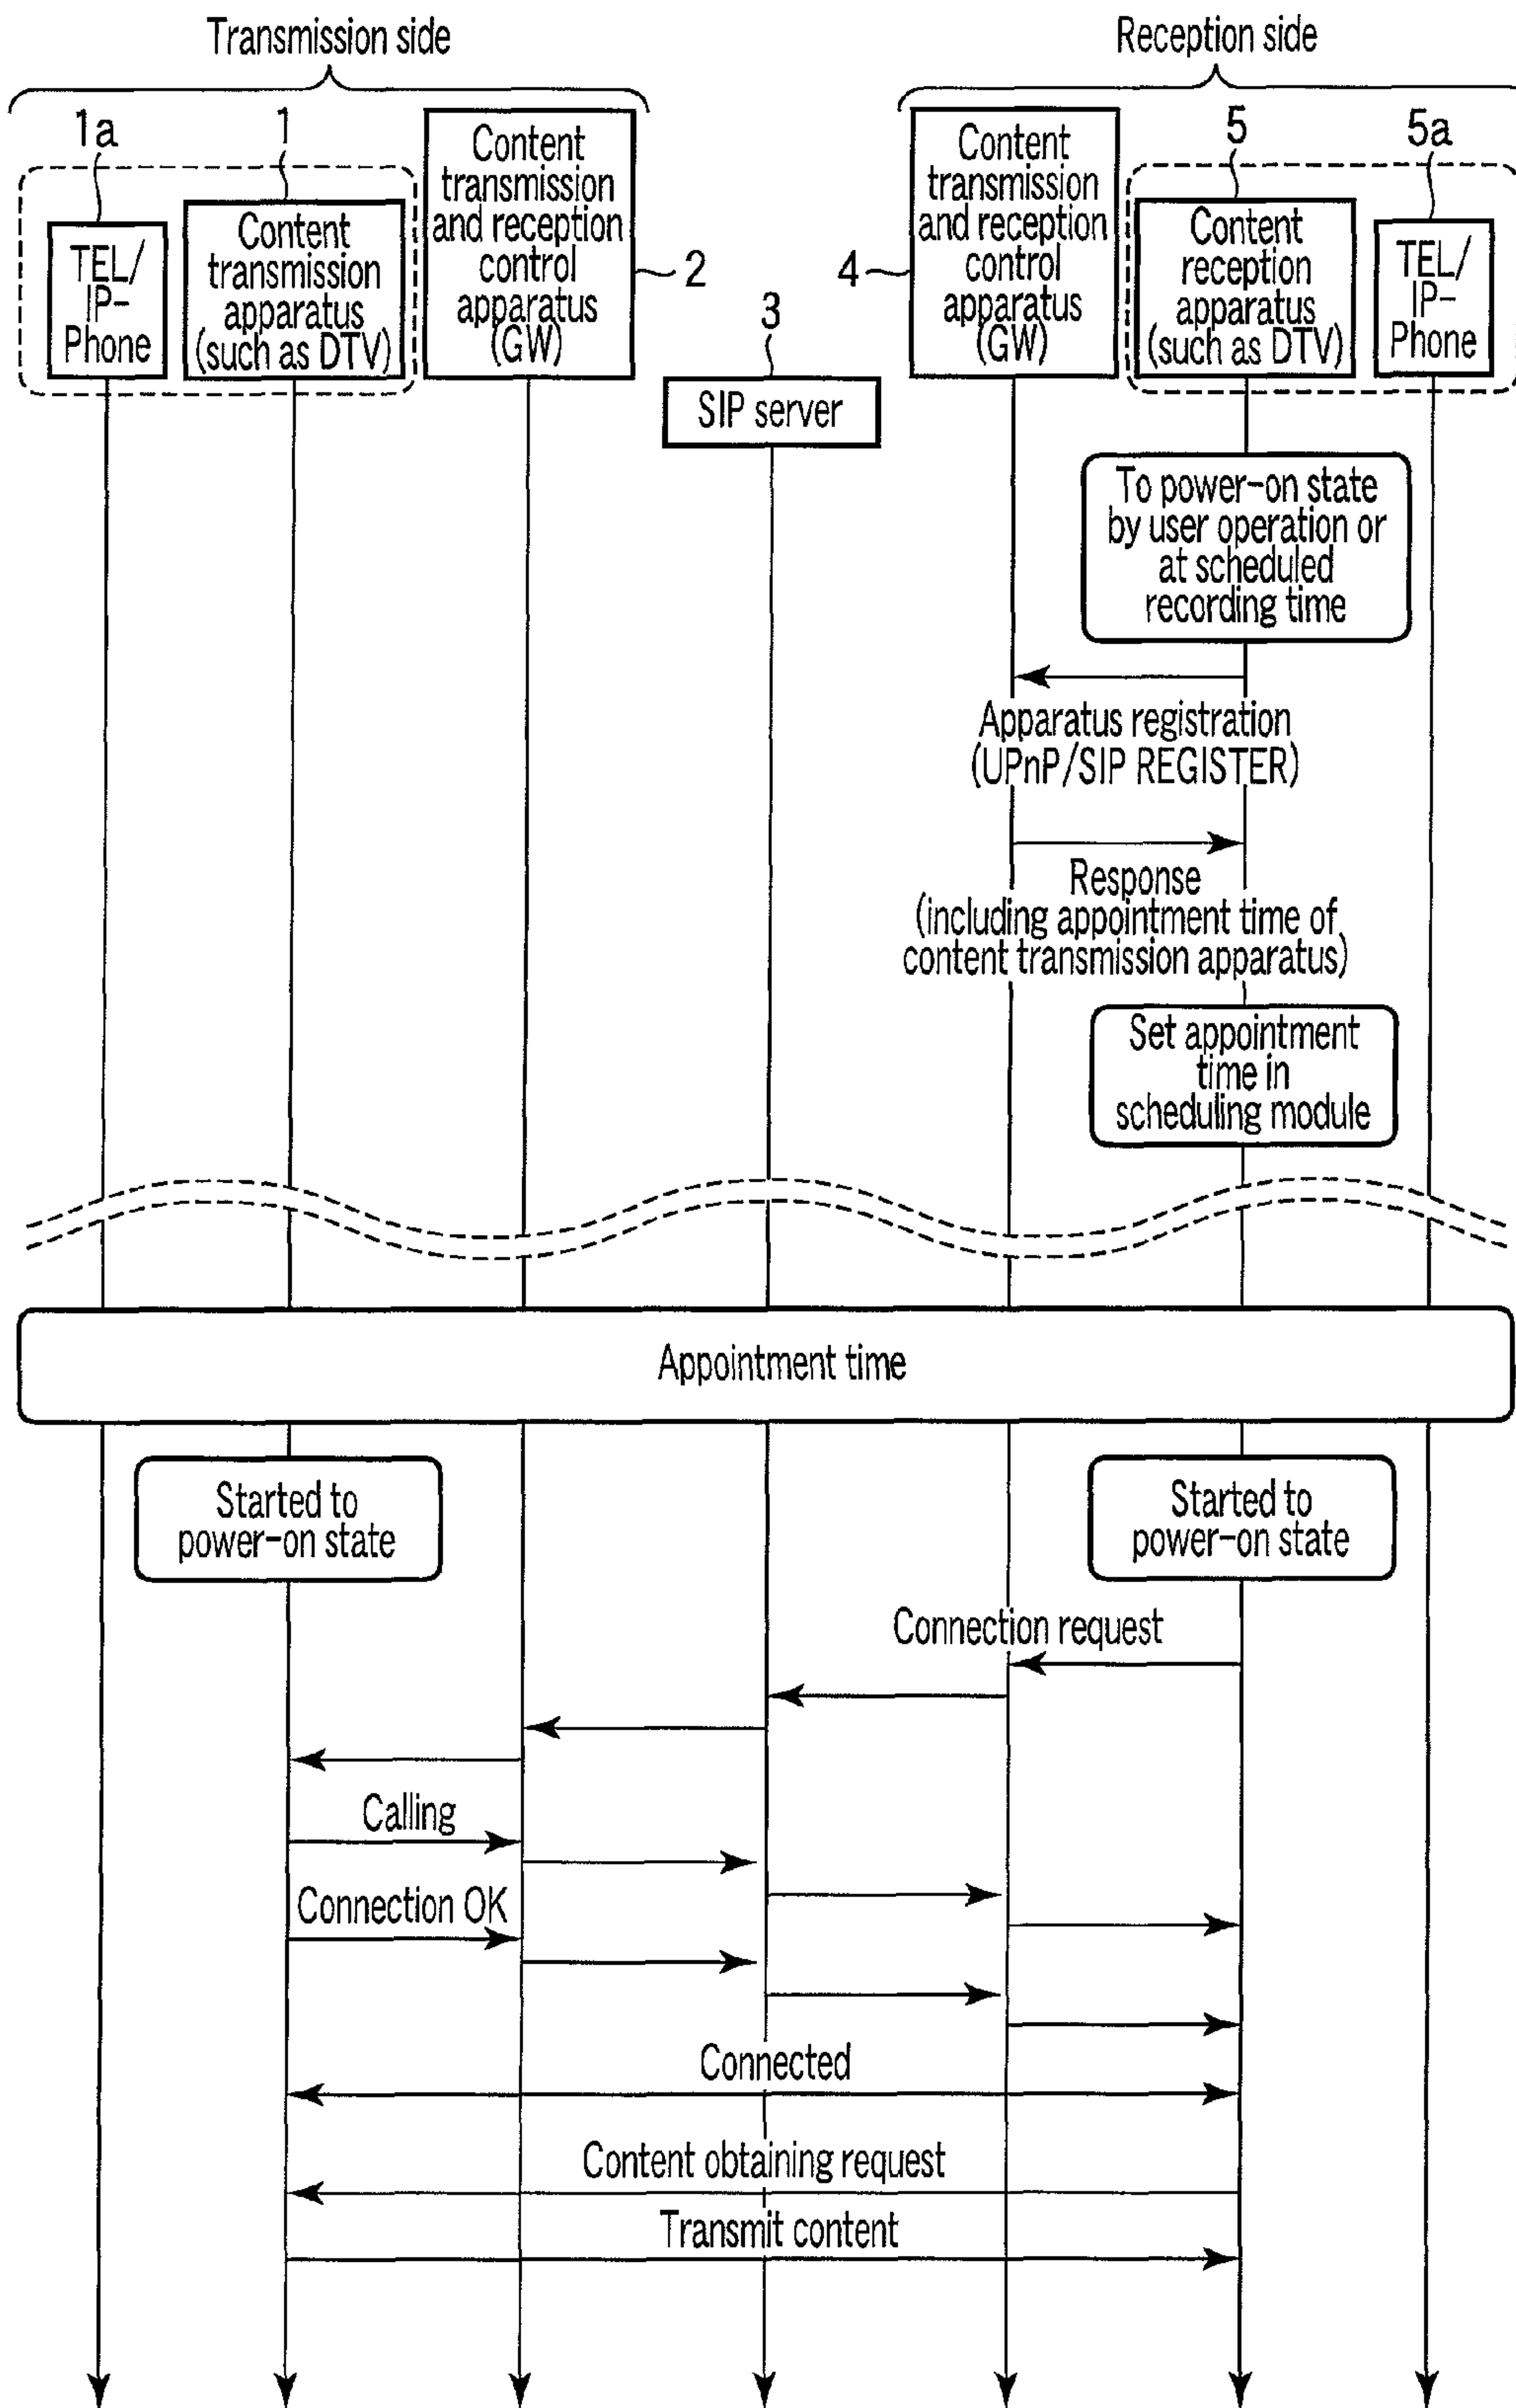 Transmission side
Reception side
1a
1
Content
transmission
and reception
control
apparatus
(GW)
2
TEL/
IP-
Phone
Content
transmission
apparatus
(such as DTV)
3
SIP server
4
Content
transmission
and reception
control
apparatus
(GW)
5
5a
Content
reception
apparatus
(such as DTV)
TEL/
IP-
Phone
To power-on state
by user operation or
at scheduled
recording time
Apparatus registration
(UPnP/SIP REGISTER)
Response
(including appointment time of
content transmission apparatus)
Set appointment
time in
scheduling module
Appointment time
Started to
power-on state
Started to
power-on state
Connection request
Calling
Connection OK
Connected
Content obtaining request
Transmit content